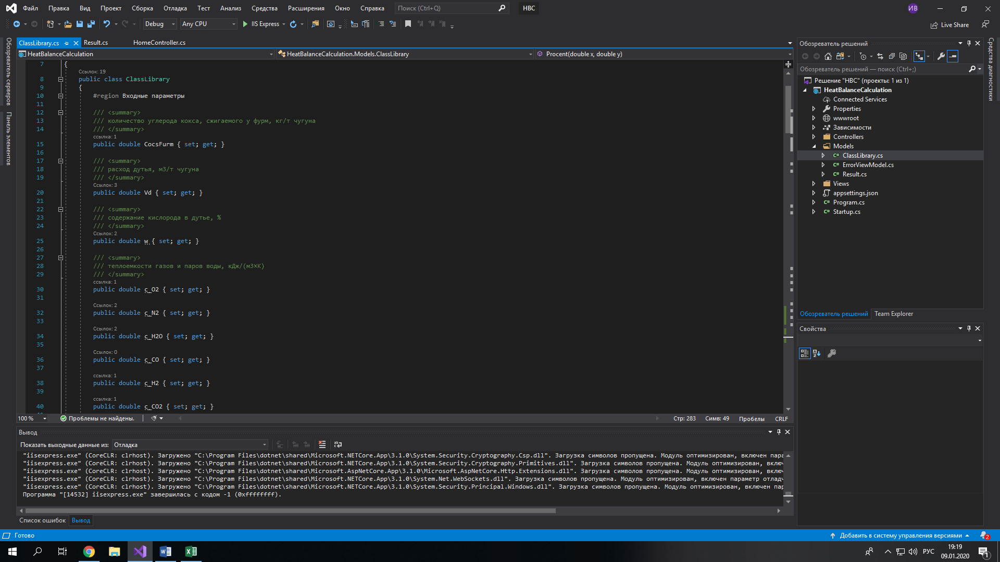 Файл Правка Вид Проект Сборка Отладка Тест Анализ Средства Расширения Окно Справка Поиск (Ctrl+Q) HBC ИВ
Debug Any CPU IIS Express Live Share
ClassLibrary.cs Result.cs HomeController.cs
HeatBalanceCalculation HeatBalanceCalculation.Models.ClassLibrary Procent(double x, double y)
Обозреватель серверов
Панель элементов
7 {
Ссылок: 19
8 public class ClassLibrary
9 {
10 #region Входные параметры
11
12 /// <summary>
13 /// количество углерода кокса, сжигаемого у фурм, кг/т чугуна
14 /// </summary>
ссылка: 1
15 public double CocsFurm { set; get; }
16
17 /// <summary>
18 /// расход дутья, м3/т чугуна
19 /// </summary>
Ссылок: 3
20 public double Vd { set; get; }
21
22 /// <summary>
23 /// содержание кислорода в дутье, %
24 /// </summary>
Ссылок: 2
25 public double w { set; get; }
26
27 /// <summary>
28 /// теплоемкости газов и паров воды, кДж/(м3×К)
29 /// </summary>
ссылка: 1
30 public double c_O2 { set; get; }
31
Ссылок: 2
32 public double c_N2 { set; get; }
33
Ссылок: 2
34 public double c_H2O { set; get; }
35
Ссылок: 0
36 public double c_CO { set; get; }
37
ссылка: 1
38 public double c_H2 { set; get; }
39
ссылка: 1
40 public double c_CO2 { set; get; }
100 % Проблемы не найдены. Стр: 283 Симв: 49 Пробелы CRLF
Вывод
Показать выходные данные из: Отладка
"iisexpress.exe" (CoreCLR: clrhost). Загружено "C:\Program Files\dotnet\shared\Microsoft.NETCore.App\3.1.0\System.Security.Cryptography.Csp.dll". Загрузка символов пропущена. Модуль оптимизирован, включен пара
"iisexpress.exe" (CoreCLR: clrhost). Загружено "C:\Program Files\dotnet\shared\Microsoft.NETCore.App\3.1.0\System.Security.Cryptography.Primitives.dll". Загрузка символов пропущена. Модуль оптимизирован, включ
"iisexpress.exe" (CoreCLR: clrhost). Загружено "C:\Program Files\dotnet\shared\Microsoft.AspNetCore.App\3.1.0\Microsoft.AspNetCore.Http.Extensions.dll". Загрузка символов пропущена. Модуль оптимизирован, включ
"iisexpress.exe" (CoreCLR: clrhost). Загружено "C:\Program Files\dotnet\shared\Microsoft.NETCore.App\3.1.0\System.Net.WebSockets.dll". Загрузка символов пропущена. Модуль оптимизирован, включен параметр отладч
"iisexpress.exe" (CoreCLR: clrhost). Загружено "C:\Program Files\dotnet\shared\Microsoft.NETCore.App\3.1.0\System.Security.Principal.Windows.dll". Загрузка символов пропущена. Модуль оптимизирован, включен пар
Программа "[14532] iisexpress.exe" завершилась с кодом -1 (0xffffffff).
Список ошибок Вывод
Обозреватель решений
Обозреватель решений — поиск (Ctrl+;)
Решение "HBC" (проекты: 1 из 1)
HeatBalanceCalculation
Connected Services
Properties
wwwroot
Зависимости
Controllers
Models
C# ClassLibrary.cs
C# ErrorViewModel.cs
C# Result.cs
Views
appsettings.json
C# Program.cs
C# Startup.cs
Обозреватель решений Team Explorer
Свойства
Средства диагностики
Готово Добавить в систему управления версиями 2
РУС 19:19
09.01.2020 1